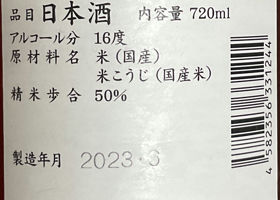 品目 日本酒 内容量 720ml
アルコール分 16度
原材料名 米(国産)
米こうじ(国産米)
精米歩合 50%
製造年月 2023.3
4582356331244